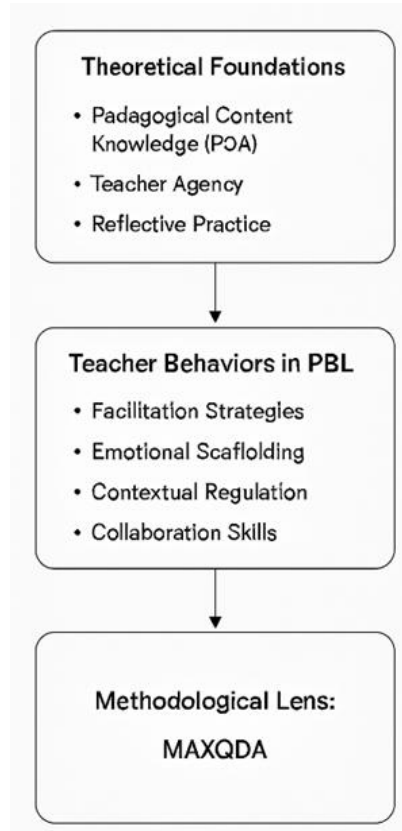 Theoretical Foundations
• Padagogical Content
Knowledge (PƆA)
• Teacher Agency
• Reflective Practice
Teacher Behaviors in PBL
• Facilitation Strategies
• Emotional Scaflolding
• Contextual Regulation
• Collaboration Skills
Methodological Lens:
MAXQDA